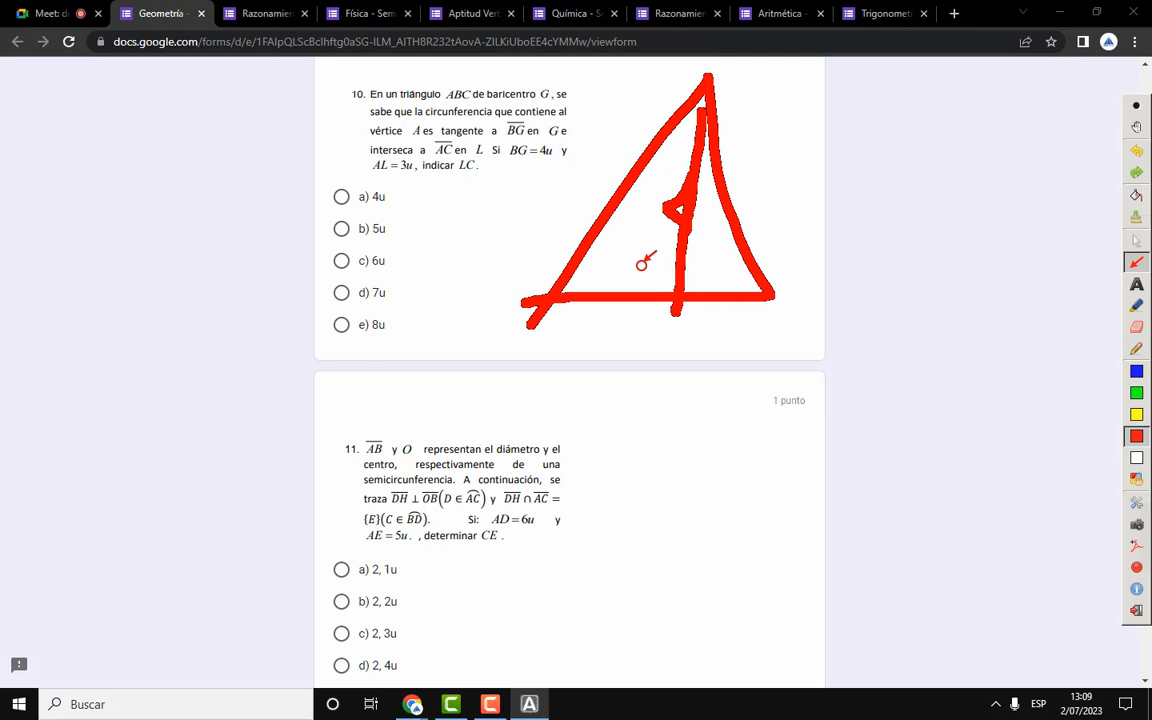 Meet: d
Geometría -
Razonamien
Física - Sem
Aptitud Vert
Química - S
Razonamien
Aritmética -
Trigonomet
docs.google.com/forms/d/e/1FAIpQLScBclhftg0aSG-ILM_AlTH8R232tAovA-ZJLKiUboEE4cYMMw/viewform
10. En un triángulo ABC de baricentro G , se
sabe que la circunferencia que contiene al
vértice A es tangente a BG en G e
interseca a AC en L Si BG = 4u y
AL = 3u , indicar LC .
a) 4u
b) 5u
c) 6u
d) 7u
e) 8u
1 punto
11. AB y O representan el diámetro y el
centro, respectivamente de una
semicircunferencia. A continuación, se
traza DH ⊥ OB(D ∈ AC) y DH ∩ AC =
{E}(C ∈ BD). Si: AD = 6u y
AE = 5u. , determinar CE .
a) 2, 1u
b) 2, 2u
c) 2, 3u
d) 2, 4u
Buscar
ESP
13:09
2/07/2023